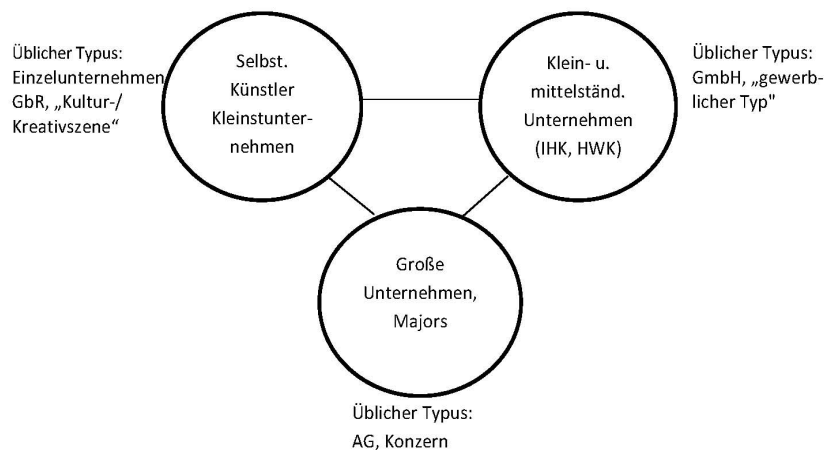 Üblicher Typus:
Einzelunternehmen
GbR, „Kultur-/
Kreativszene“
Selbst.
Künstler
Kleinstunter-
nehmen
Klein- u.
mittelständ.
Unternehmen
(IHK, HWK)
Üblicher Typus:
GmbH, „gewerb-
licher Typ"
Große
Unternehmen,
Majors
Üblicher Typus:
AG, Konzern